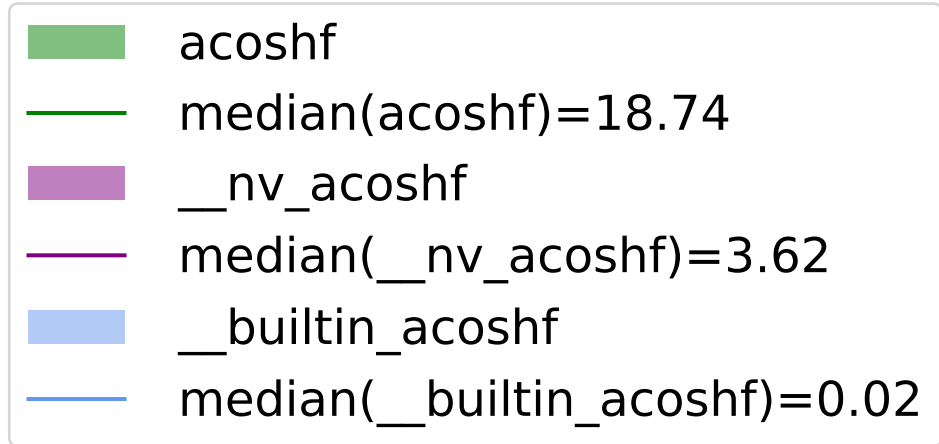 acoshf
median(acoshf)=18.74
__nv_acoshf
median(__nv_acoshf)=3.62
__builtin_acoshf
median(__builtin_acoshf)=0.02